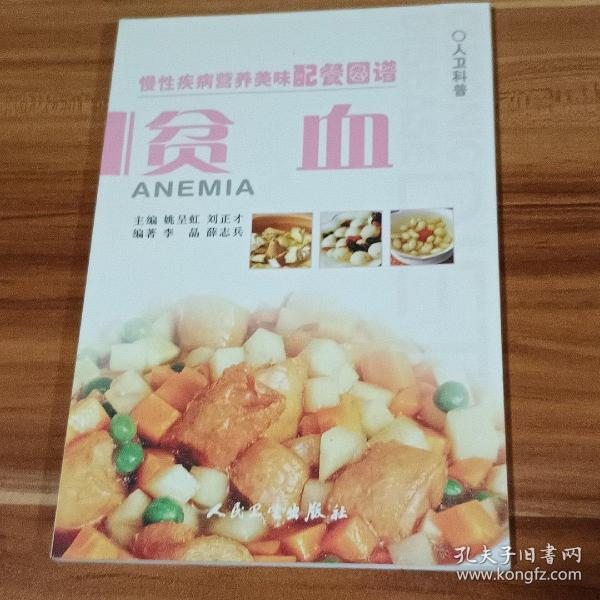 人卫科普
慢性疾病营养美味配餐图谱
贫血
ANEMIA
主编 姚呈虹 刘正才
编著 李晶 薛志兵
人民卫生出版社
孔夫子旧书网
www.kongfz.com